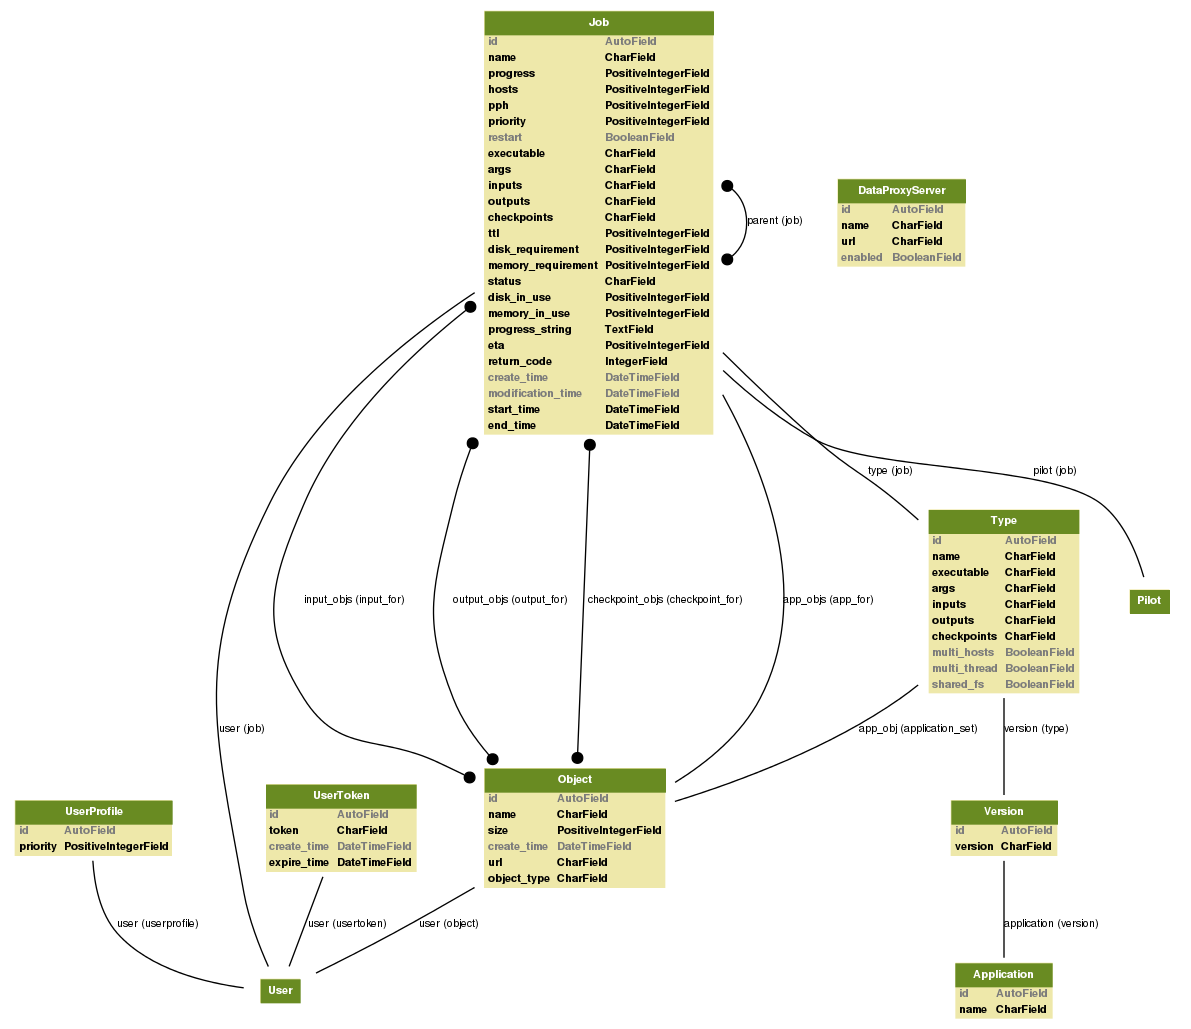 Job
id AutoField
name CharField
progress PositiveIntegerField
hosts PositiveIntegerField
pph PositiveIntegerField
priority PositiveIntegerField
restart BooleanField
executable CharField
args CharField
inputs CharField
outputs CharField
checkpoints CharField
ttl PositiveIntegerField
disk_requirement PositiveIntegerField
memory_requirement PositiveIntegerField
status CharField
disk_in_use PositiveIntegerField
memory_in_use PositiveIntegerField
progress_string TextField
eta PositiveIntegerField
return_code IntegerField
create_time DateTimeField
modification_time DateTimeField
start_time DateTimeField
end_time DateTimeField
parent (job)
DataProxyServer
id AutoField
name CharField
url CharField
enabled BooleanField
type (job)
pilot (job)
Type
id AutoField
name CharField
executable CharField
args CharField
inputs CharField
outputs CharField
checkpoints CharField
multi_hosts BooleanField
multi_thread BooleanField
shared_fs BooleanField
Pilot
input_objs (input_for)
output_objs (output_for)
checkpoint_objs (checkpoint_for)
app_objs (app_for)
user (job)
app_obj (application_set)
version (type)
UserProfile
id AutoField
priority PositiveIntegerField
UserToken
id AutoField
token CharField
create_time DateTimeField
expire_time DateTimeField
Object
id AutoField
name CharField
size PositiveIntegerField
create_time DateTimeField
url CharField
object_type CharField
Version
id AutoField
version CharField
user (userprofile)
user (usertoken)
user (object)
application (version)
User
Application
id AutoField
name CharField